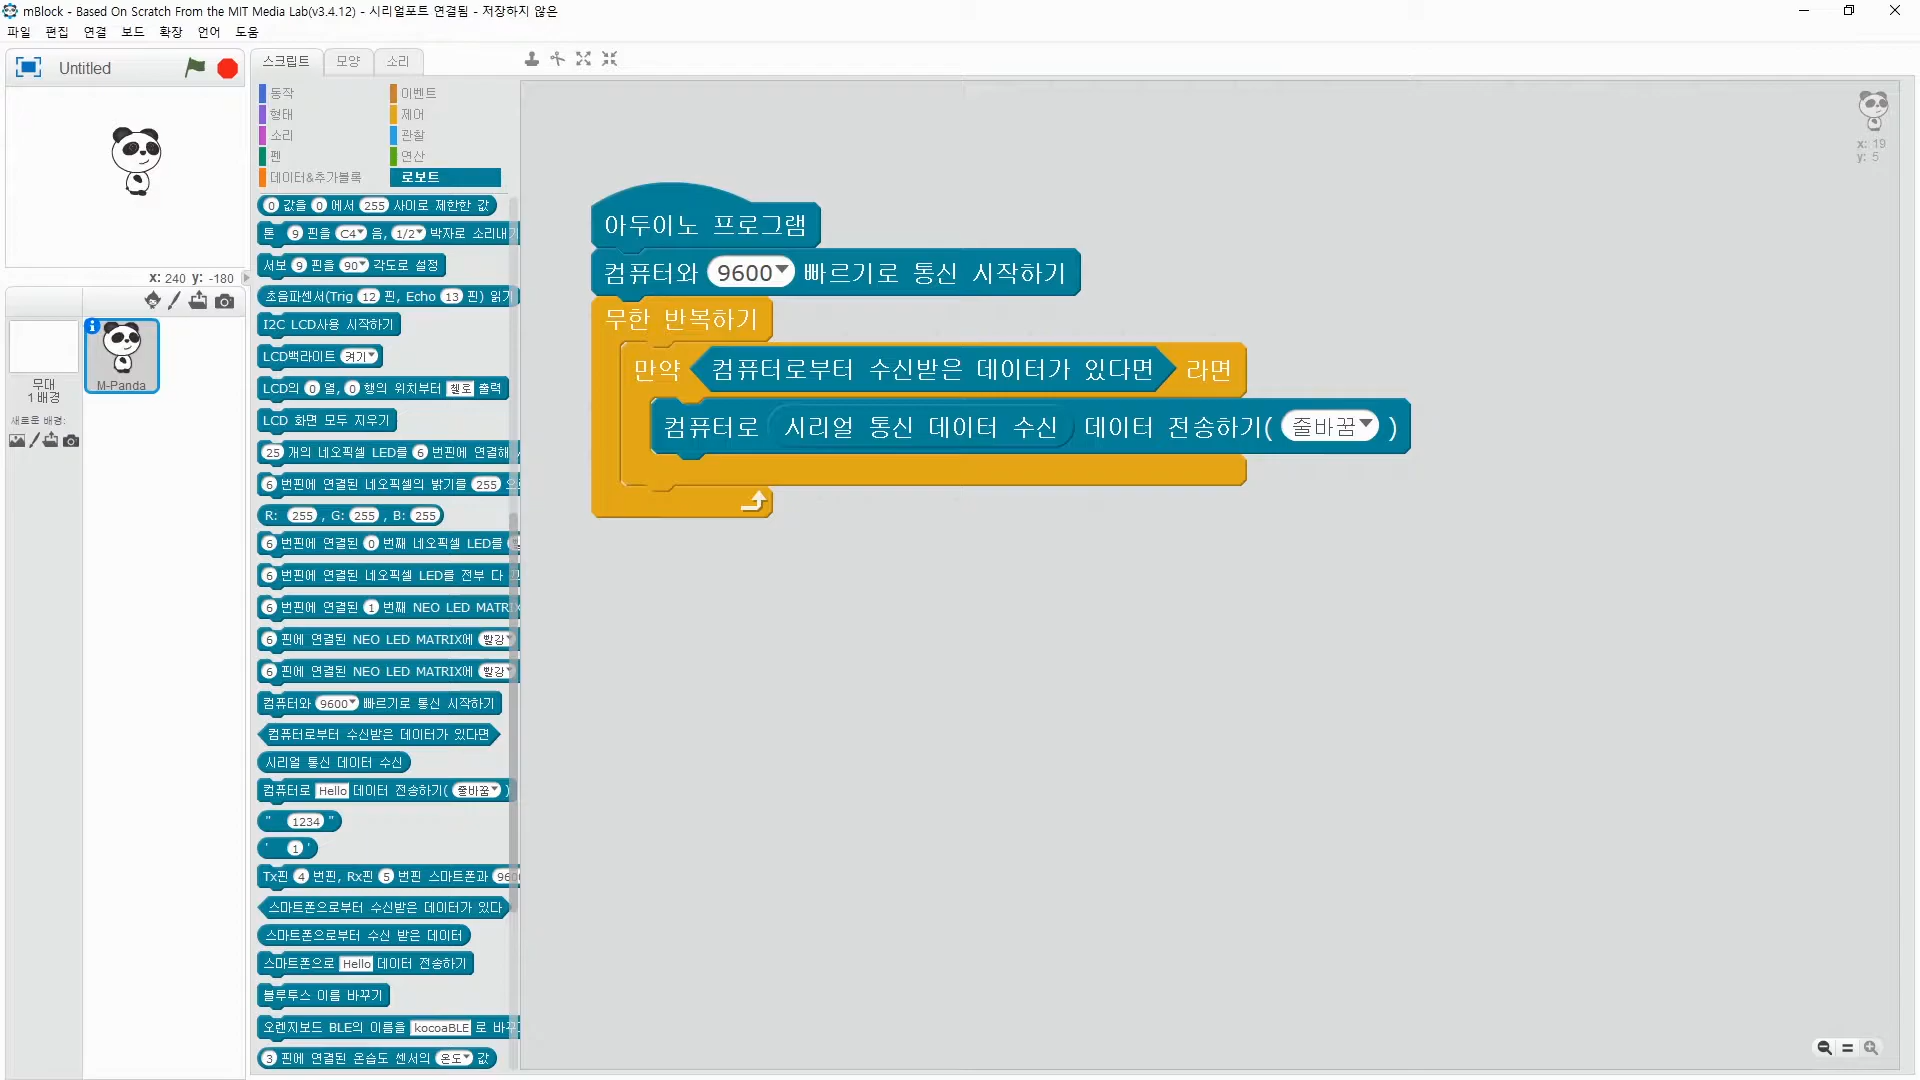 mBlock - Based On Scratch From the MIT Media Lab(v3.4.12) - 시리얼포트 연결됨 - 저장하지 않은
파일 편집 연결 보드 확장 언어 도움
Untitled
x: 240 y: -180
무대
1 배경
새로운 배경:
M-Panda
스크립트 모양 소리
동작 이벤트
형태 제어
소리 관찰
펜 연산
데이터&추가블록 로보트
0 값을 0 에서 255 사이로 제한한 값
톤 9 핀을 C4 음, 1/2 박자로 소리내기
서보 9 핀을 90 각도로 설정
초음파센서(Trig 12 핀, Echo 13 핀) 읽기
I2C LCD사용 시작하기
LCD백라이트 켜기
LCD의 0 열, 0 행의 위치부터 첼로 출력
LCD 화면 모두 지우기
25 개의 네오픽셀 LED를 6 번핀에 연결해
6 번핀에 연결된 네오픽셀의 밝기를 255 으
R: 255 , G: 255 , B: 255
6 번핀에 연결된 0 번째 네오픽셀 LED를
6 번핀에 연결된 네오픽셀 LED를 전부 다
6 번핀에 연결된 1 번째 NEO LED MATRIX
6 핀에 연결된 NEO LED MATRIX에 빨강
6 핀에 연결된 NEO LED MATRIX에 빨강
컴퓨터와 9600 빠르기로 통신 시작하기
컴퓨터로부터 수신받은 데이터가 있다면
시리얼 통신 데이터 수신
컴퓨터로 Hello 데이터 전송하기( 줄바꿈 )
" 1234 "
' 1 '
Tx핀 4 번핀, Rx핀 5 번핀 스마트폰과 960
스마트폰으로부터 수신받은 데이터가 있다
스마트폰으로부터 수신 받은 데이터
스마트폰으로 Hello 데이터 전송하기
블루투스 이름 바꾸기
오렌지보드 BLE의 이름을 kocoaBLE 로 바꾸기
3 핀에 연결된 온습도 센서의 온도 값
아두이노 프로그램
컴퓨터와 9600 빠르기로 통신 시작하기
무한 반복하기
만약 컴퓨터로부터 수신받은 데이터가 있다면 라면
컴퓨터로 시리얼 통신 데이터 수신 데이터 전송하기( 줄바꿈 )
x: 19
y: 5